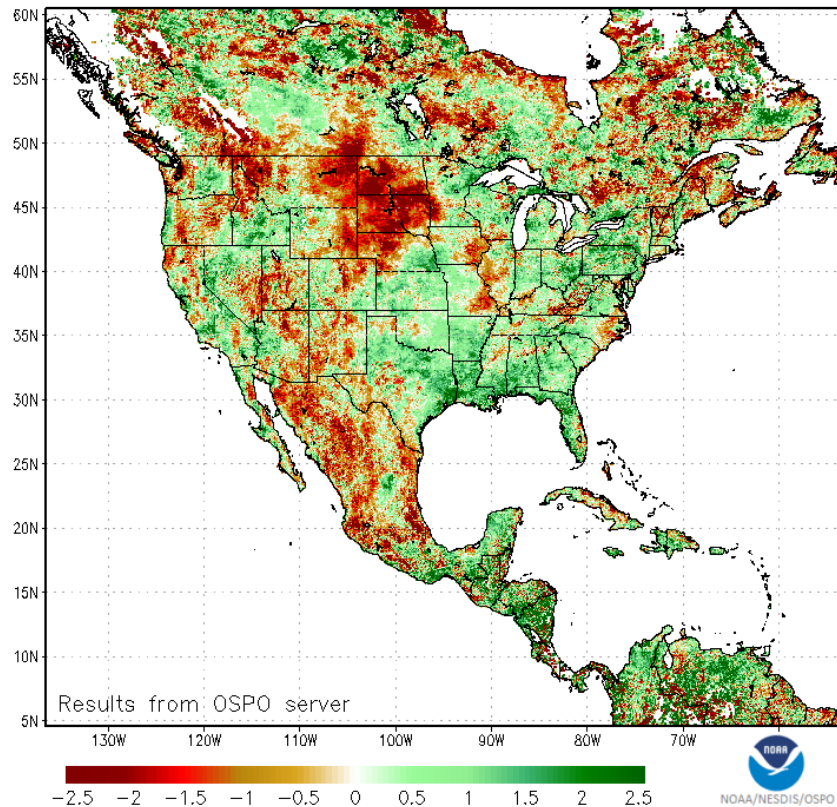 60N
55N
50N
45N
40N
35N
30N
25N
20N
15N
10N
5N
Results from OSPO server
130W 120W 110W 100W 90W 80W 70W
-2.5 -2 -1.5 -1 -0.5 0 0.5 1 1.5 2 2.5
NOAA
NOAA/NESDIS/OSPO